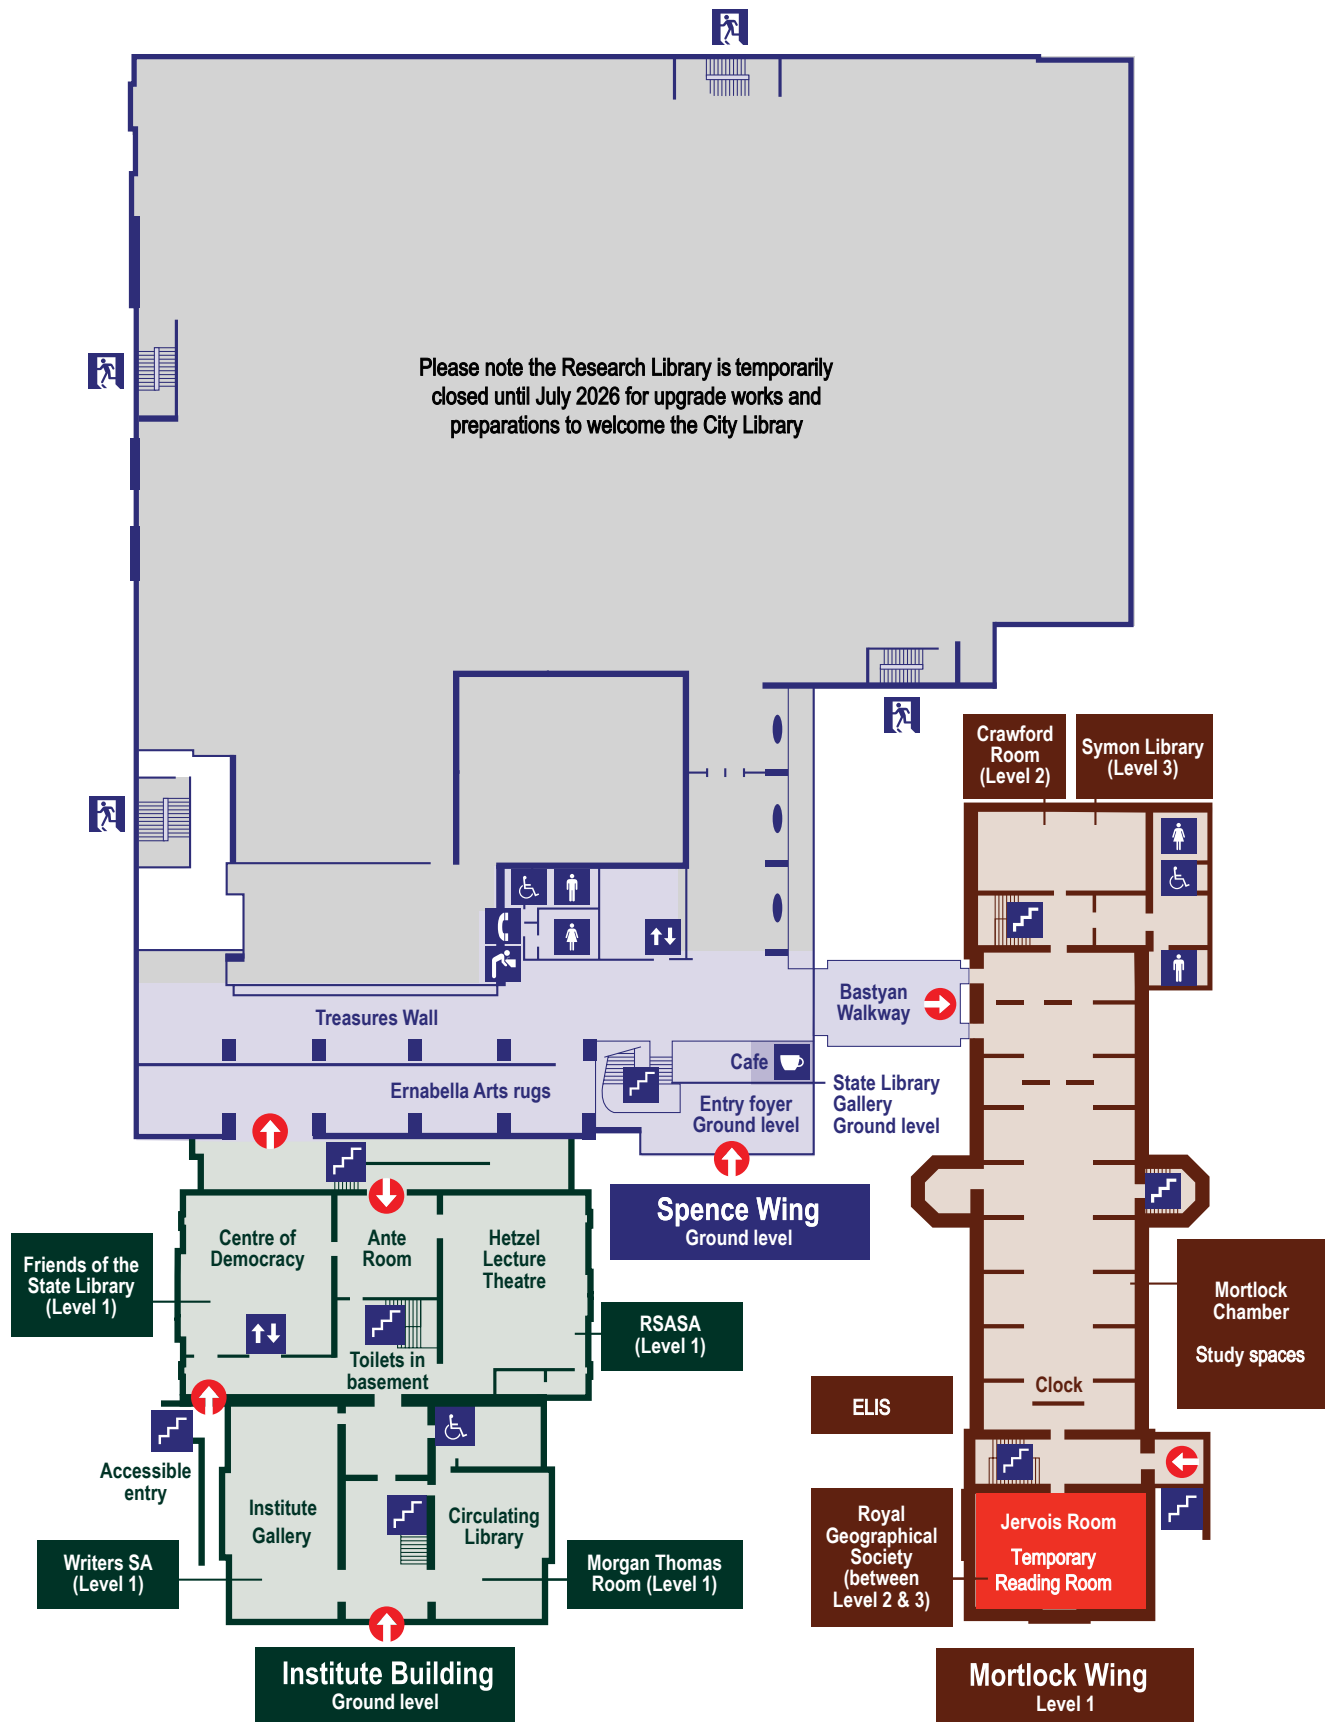 Please note the Research Library is temporarily
closed until July 2026 for upgrade works and
preparations to welcome the City Library
Crawford
Room
(Level 2)
Symon Library
(Level 3)
Treasures Wall
Bastyan
Walkway
Cafe
Ernabella Arts rugs
Entry foyer
Ground level
State Library
Gallery
Ground level
Spence Wing
Ground level
Centre of
Democracy
Ante
Room
Hetzel
Lecture
Theatre
Friends of the
State Library
(Level 1)
RSASA
(Level 1)
Toilets in
basement
Mortlock
Chamber
Study spaces
Clock
ELIS
Accessible
entry
Institute
Gallery
Circulating
Library
Writers SA
(Level 1)
Morgan Thomas
Room (Level 1)
Royal
Geographical
Society
(between
Level 2 & 3)
Jervois Room
Temporary
Reading Room
Institute Building
Ground level
Mortlock Wing
Level 1